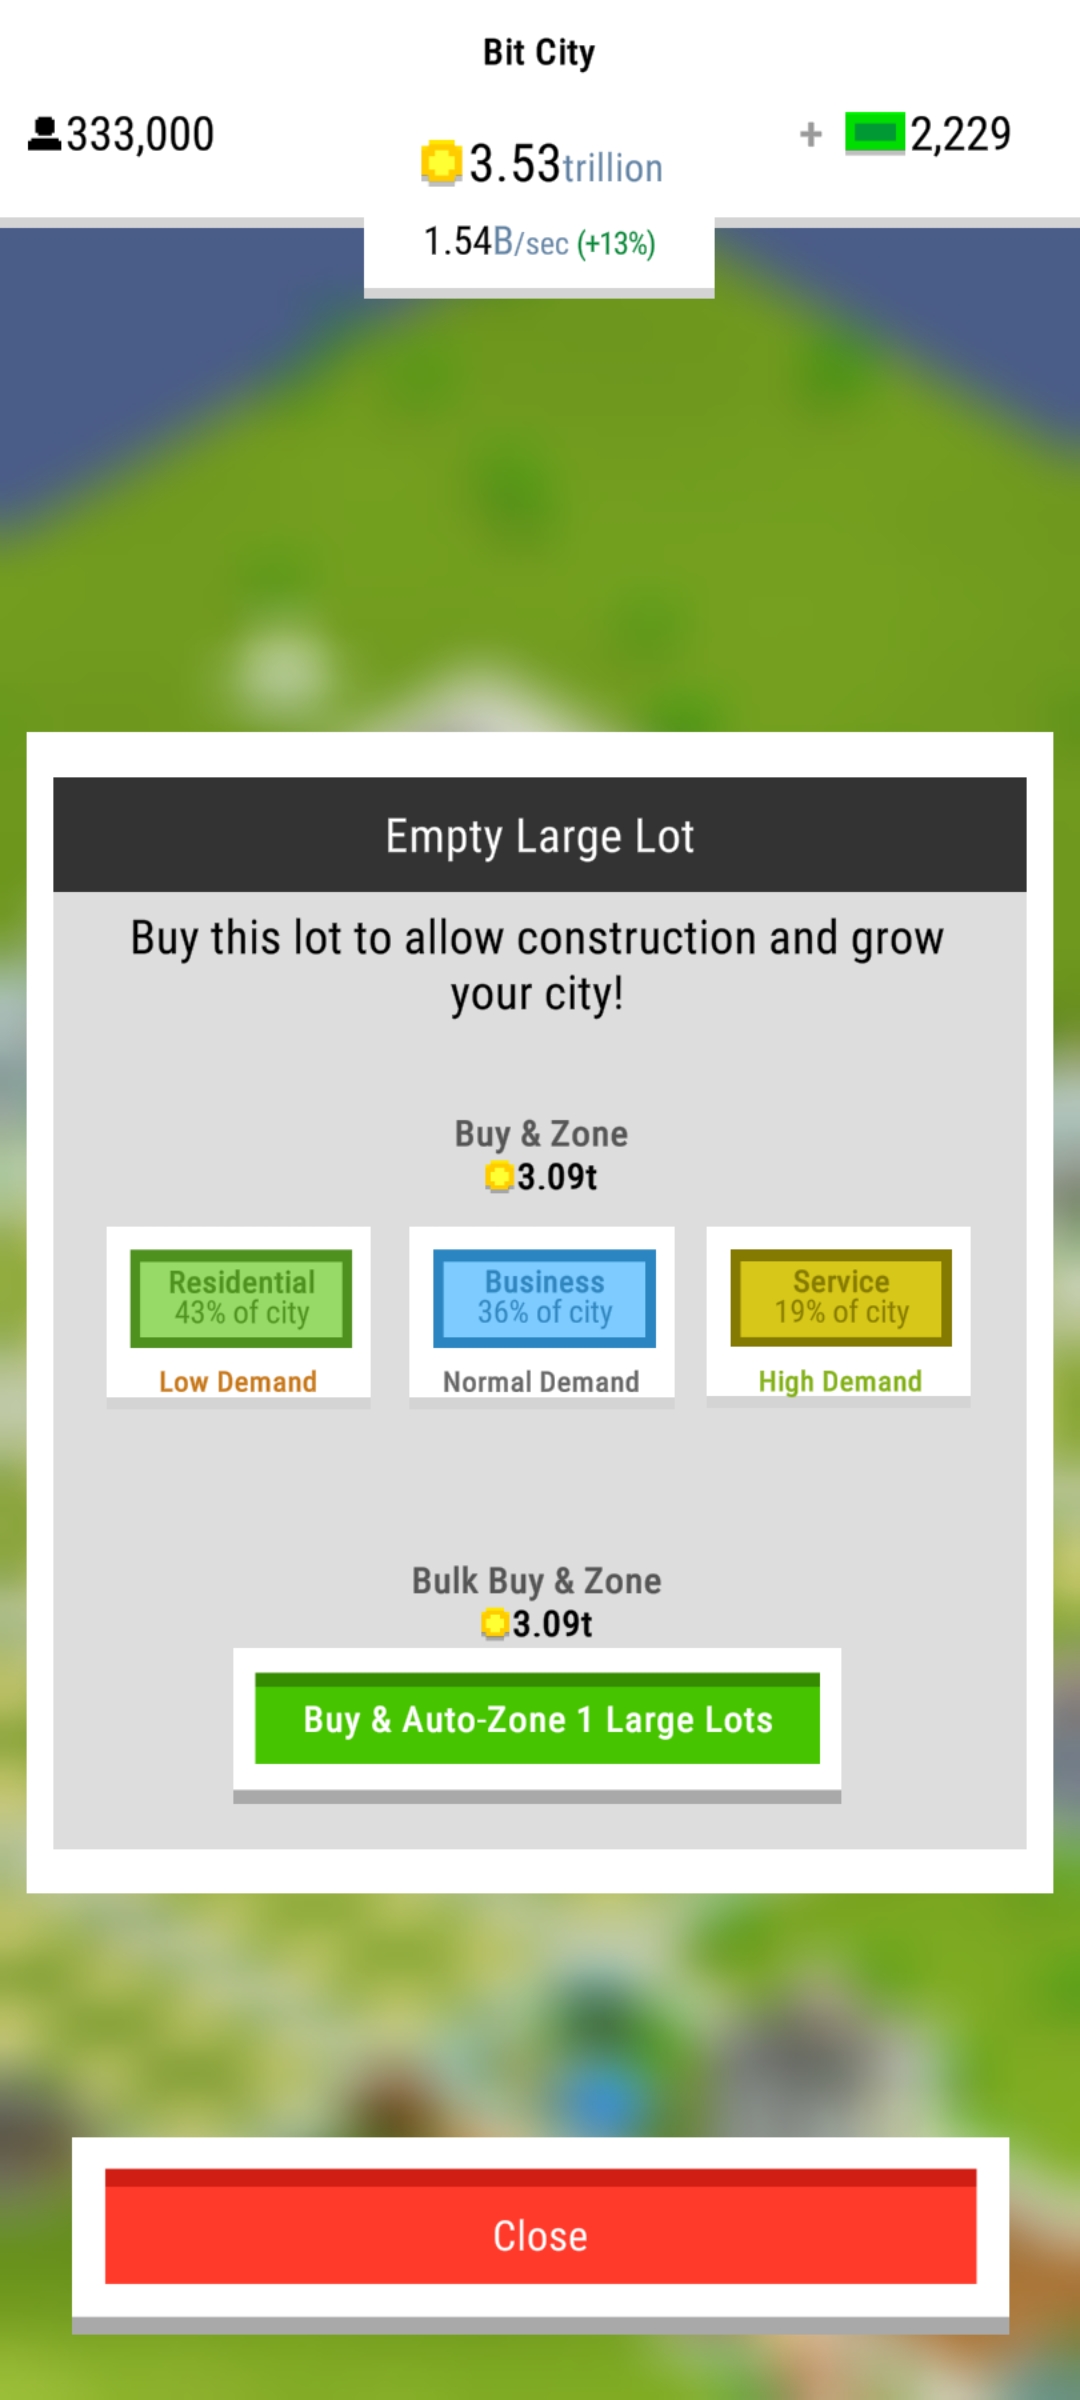 Bit City
333,000
3.53trillion
+ 2,229
1.54B/sec (+13%)
Empty Large Lot
Buy this lot to allow construction and grow
your city!
Buy & Zone
3.09t
Residential
43% of city
Low Demand
Business
36% of city
Normal Demand
Service
19% of city
High Demand
Bulk Buy & Zone
3.09t
Buy & Auto-Zone 1 Large Lots
Close